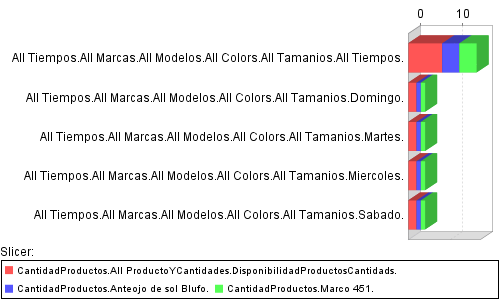 0 10
All Tiempos.All Marcas.All Modelos.All Colors.All Tamanios.All Tiempos.
All Tiempos.All Marcas.All Modelos.All Colors.All Tamanios.Domingo.
All Tiempos.All Marcas.All Modelos.All Colors.All Tamanios.Martes.
All Tiempos.All Marcas.All Modelos.All Colors.All Tamanios.Miercoles.
All Tiempos.All Marcas.All Modelos.All Colors.All Tamanios.Sabado.
Slicer:
CantidadProductos.All ProductoYCantidades.DisponibilidadProductosCantidads.
CantidadProductos.Anteojo de sol Blufo. CantidadProductos.Marco 451.